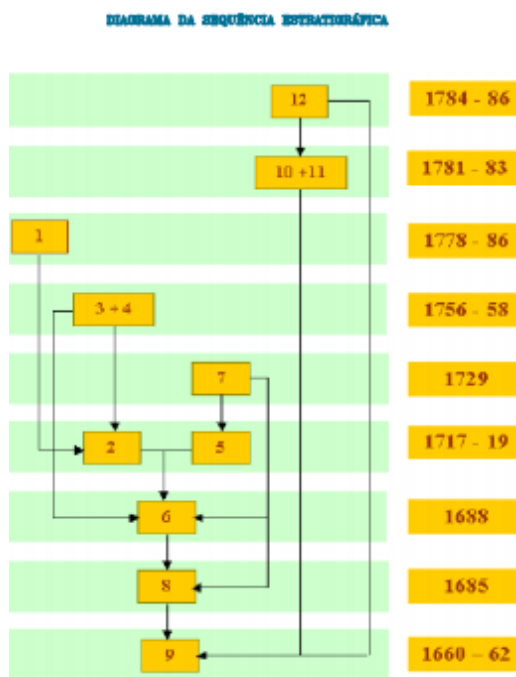 DIAGRAMA DA SEQUÊNCIA ESTRATIGRÁFICA
12 1784 - 86
10 +11 1781 - 83
1 1778 - 86
3 + 4 1756 - 58
7 1729
2 5 1717 - 19
6 1688
8 1685
9 1660 – 62